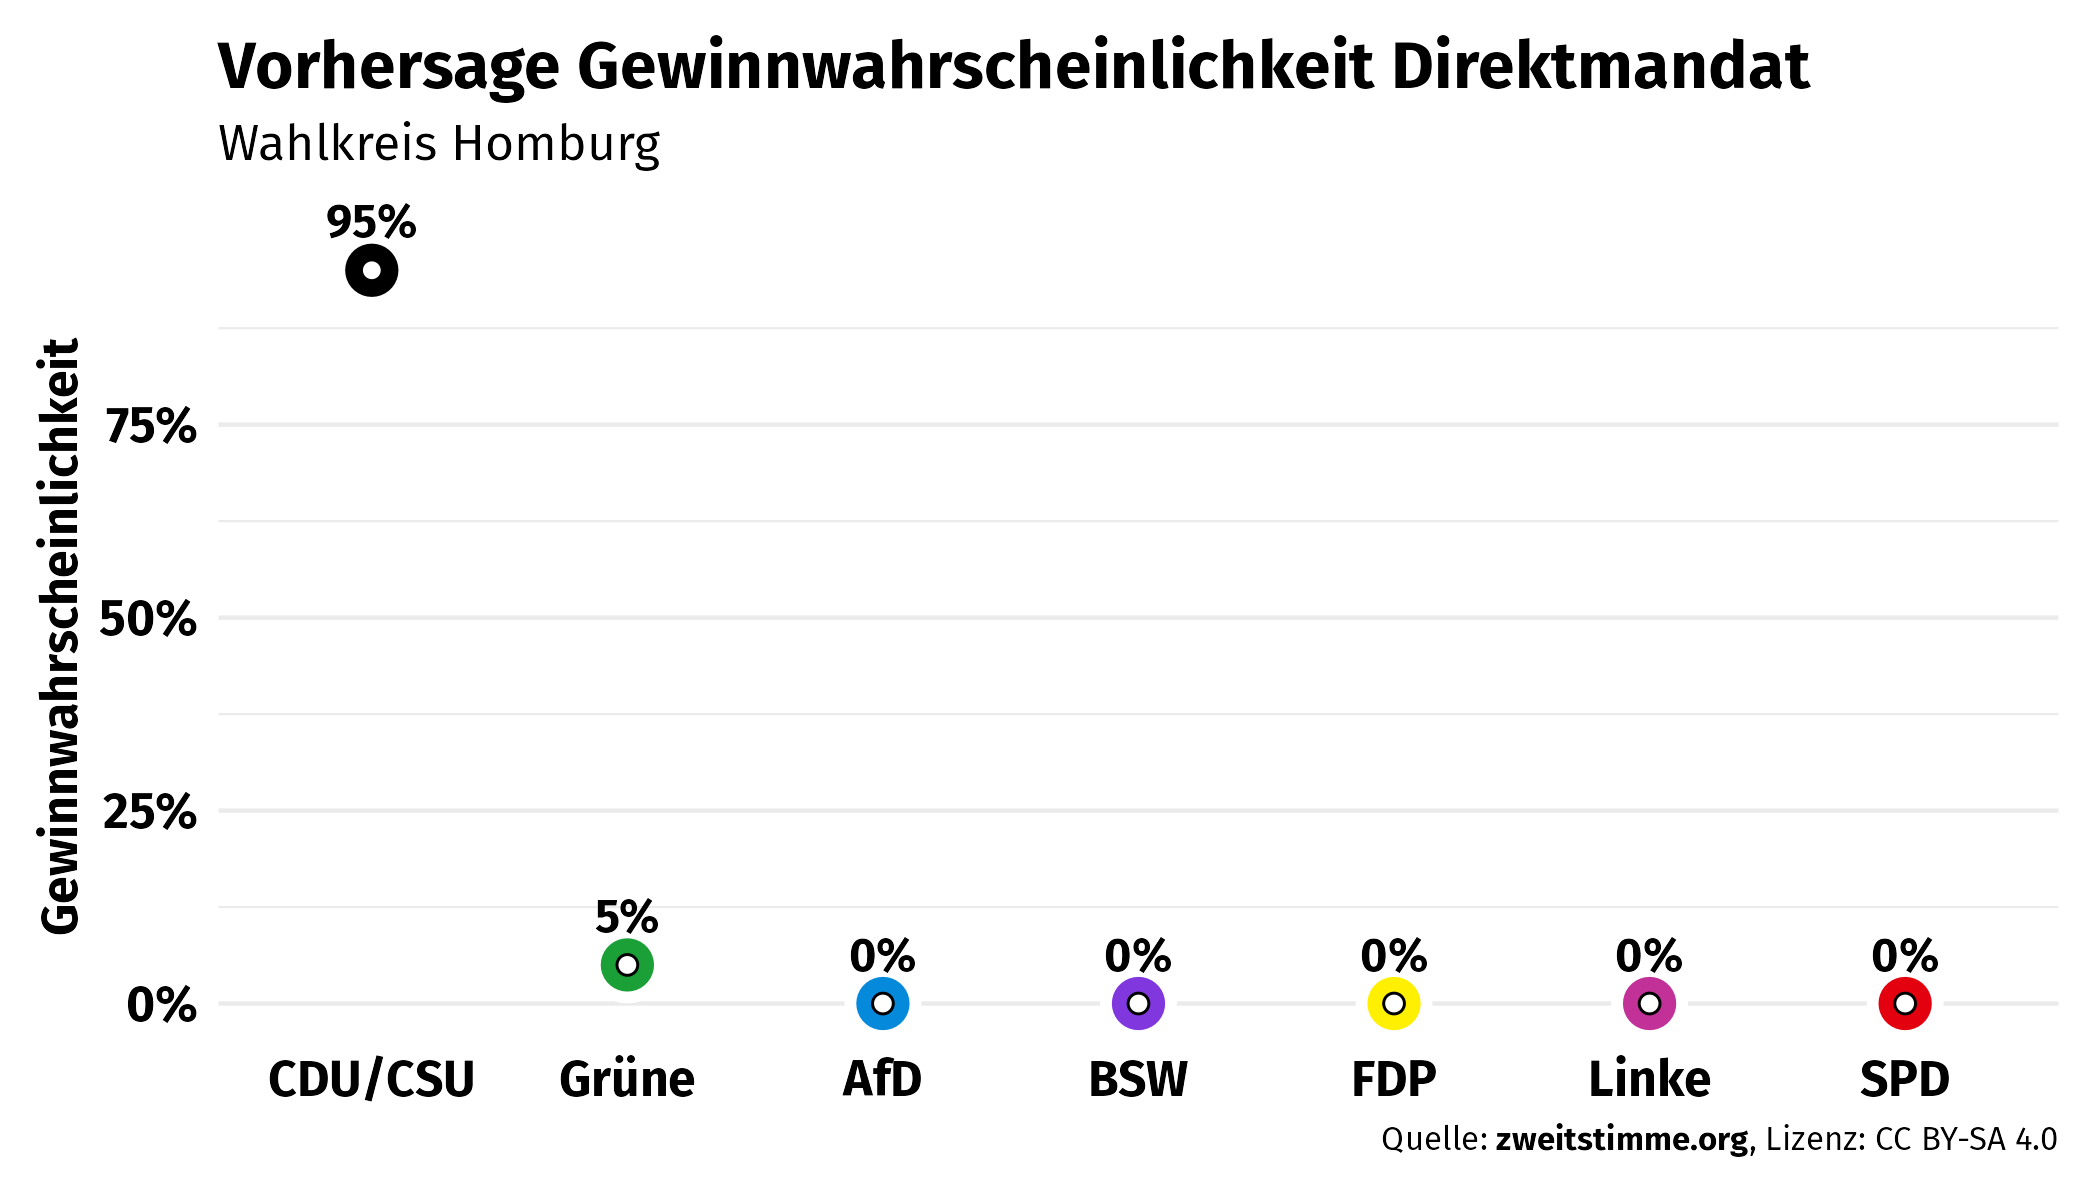 Vorhersage Gewinnwahrscheinlichkeit Direktmandat
Wahlkreis Homburg
95%
Gewinnwahrscheinlichkeit
75%
50%
25%
5%
0% 0% 0% 0% 0%
0%
CDU/CSU Grüne AfD BSW FDP Linke SPD
Quelle: zweitstimme.org, Lizenz: CC BY-SA 4.0